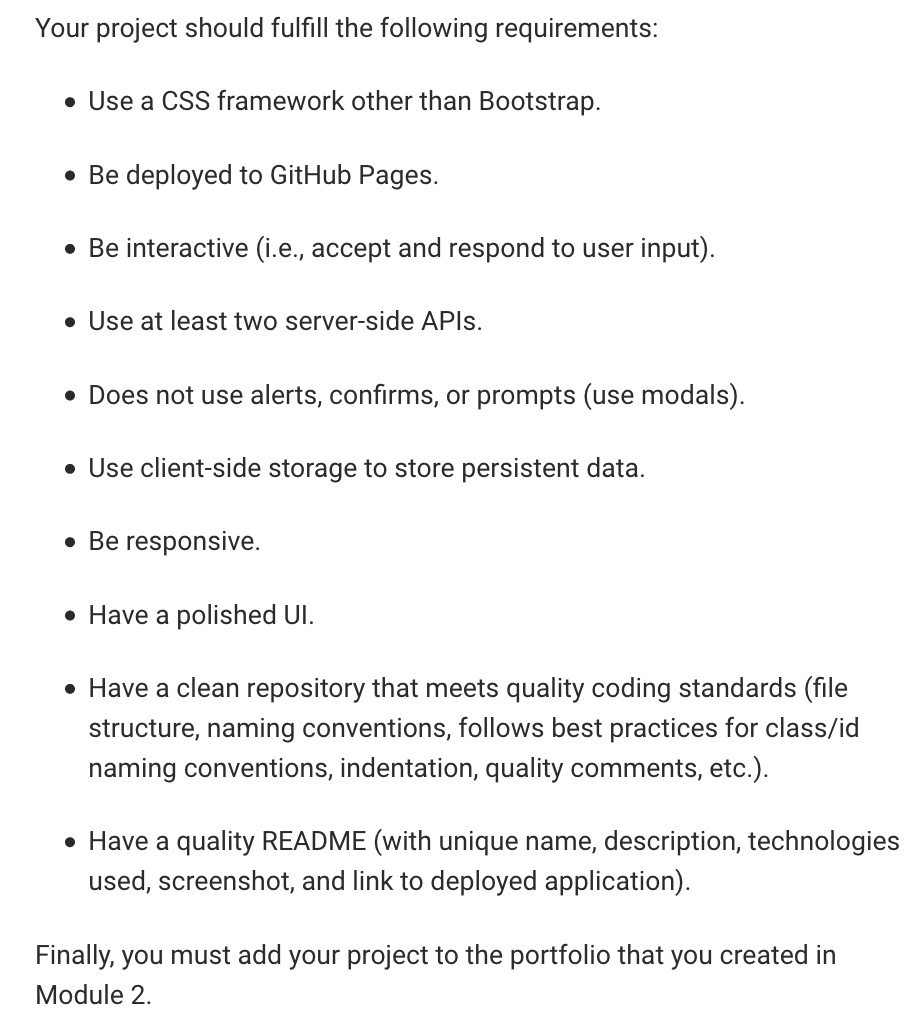 Your project should fulfill the following requirements:
• Use a CSS framework other than Bootstrap.
• Be deployed to GitHub Pages.
• Be interactive (i.e., accept and respond to user input).
• Use at least two server-side APIs.
• Does not use alerts, confirms, or prompts (use modals).
• Use client-side storage to store persistent data.
• Be responsive.
• Have a polished UI.
• Have a clean repository that meets quality coding standards (file
structure, naming conventions, follows best practices for class/id
naming conventions, indentation, quality comments, etc.).
• Have a quality README (with unique name, description, technologies
used, screenshot, and link to deployed application).
Finally, you must add your project to the portfolio that you created in
Module 2.